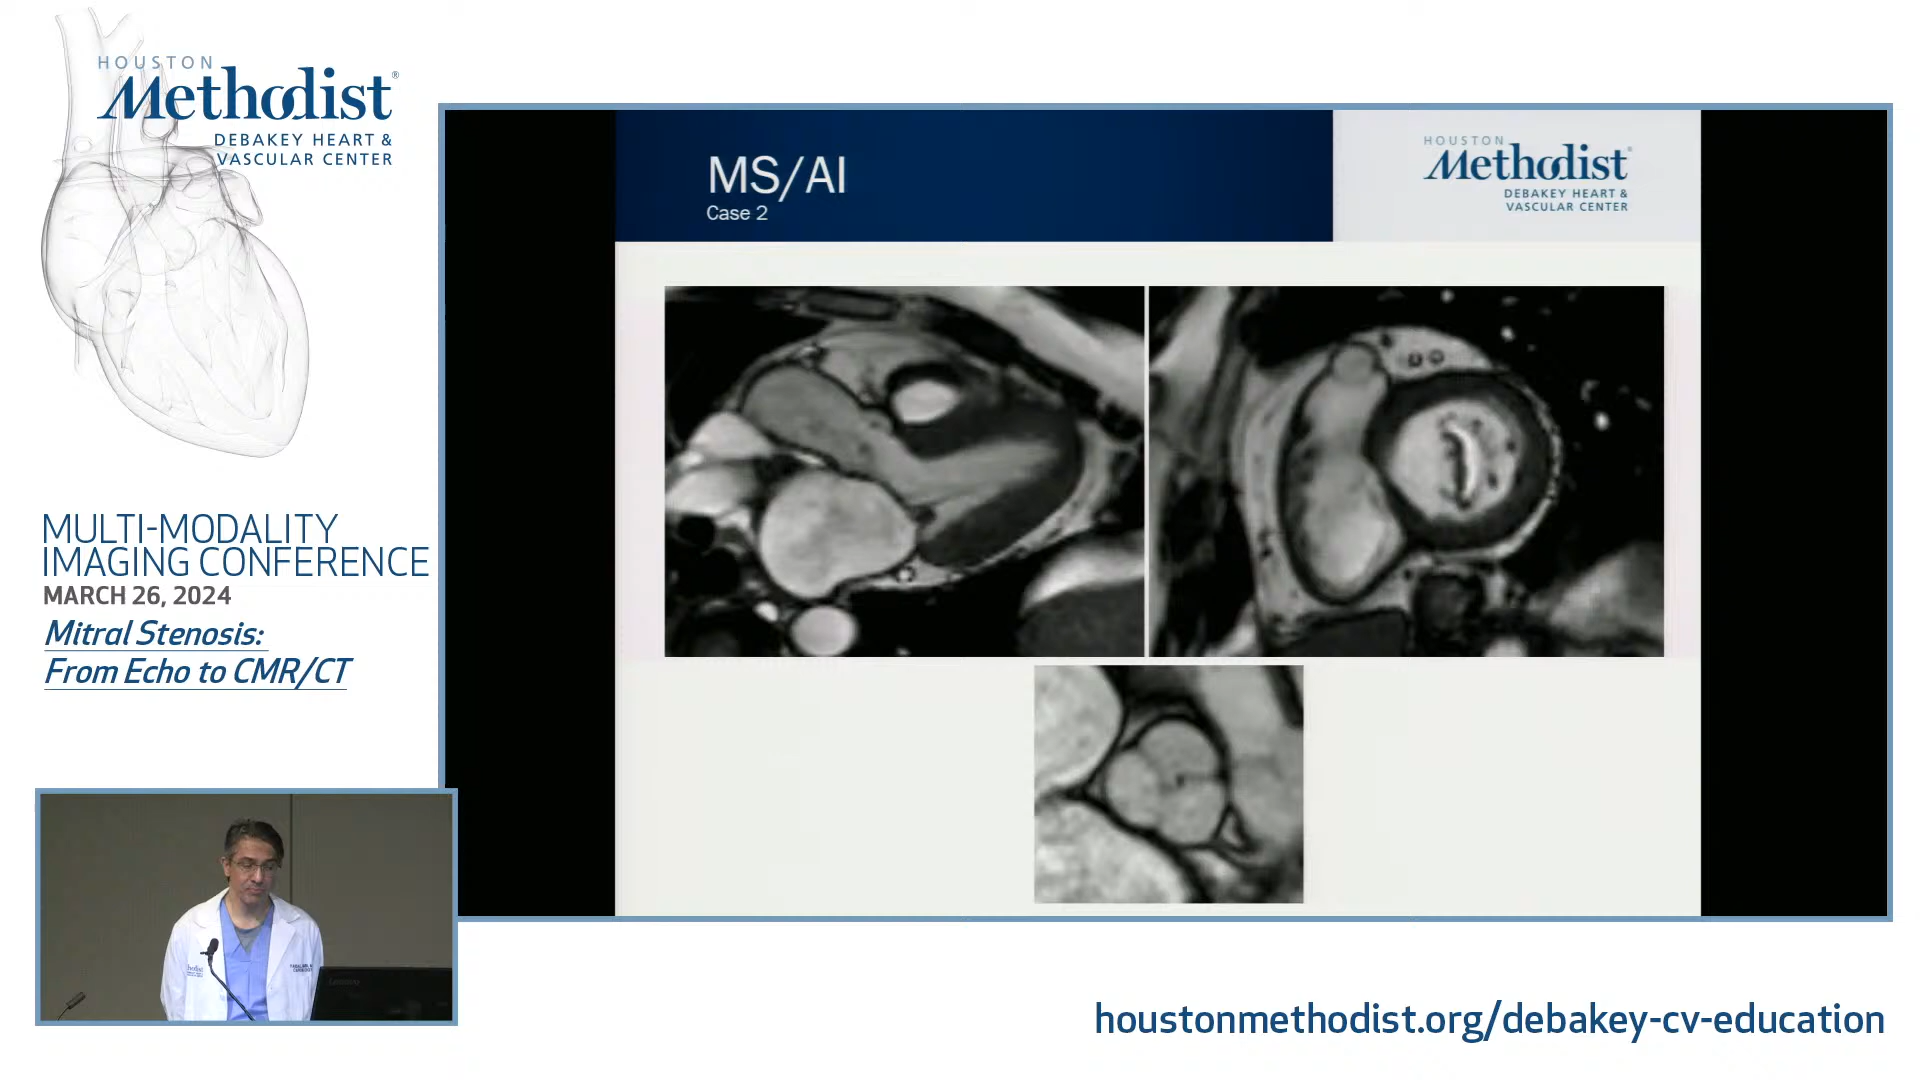 HOUSTON
Methodist®
DEBAKEY HEART &
VASCULAR CENTER
MULTI-MODALITY
IMAGING CONFERENCE
MARCH 26, 2024
Mitral Stenosis:
From Echo to CMR/CT
MS/AI
Case 2
HOUSTON
Methodist®
DEBAKEY HEART &
VASCULAR CENTER
houstonmethodist.org/debakey-cv-education